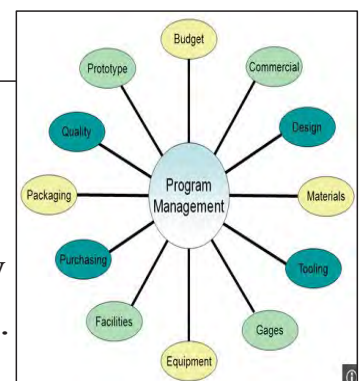 Budget
Prototype
Commercial
Quality
Design
Program
Management
Packaging
Materials
Purchasing
Tooling
Facilities
Gages
Equipment